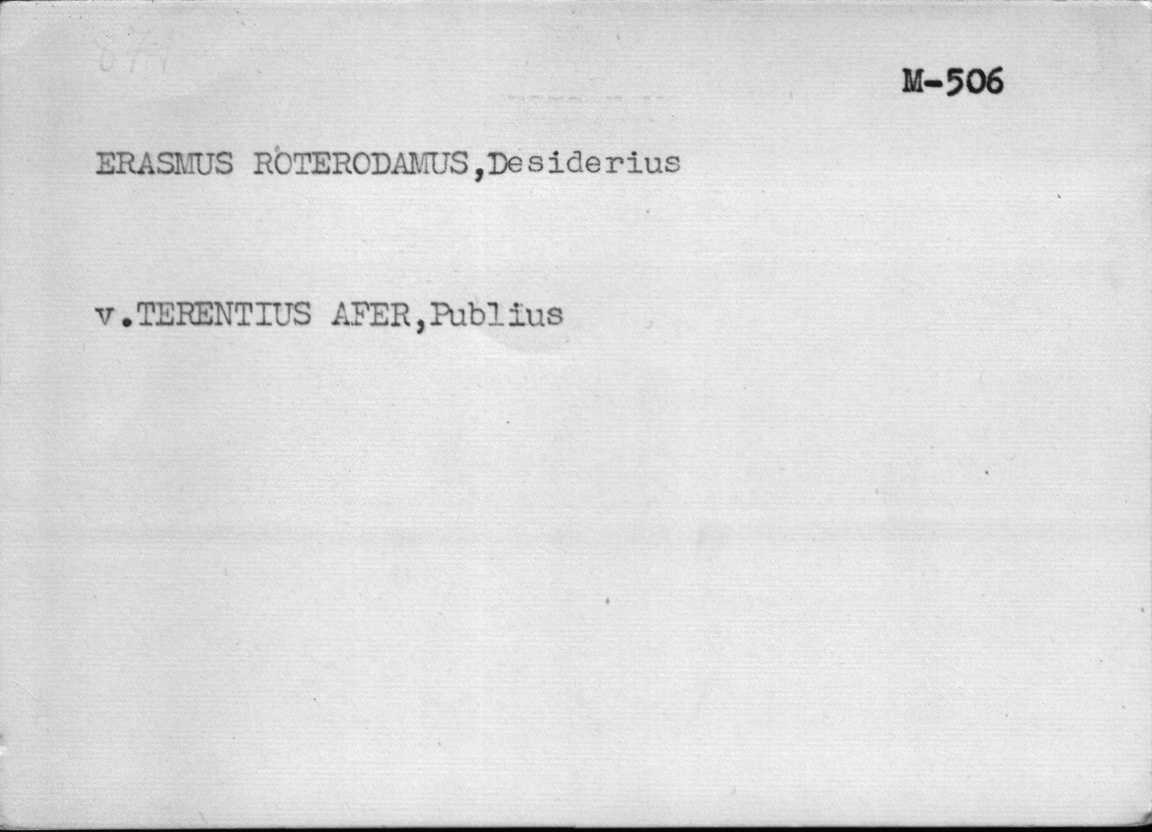 M-506
ERASMUS ROTERODAMUS,Desiderius
v.TERENTIUS AFER,Publius